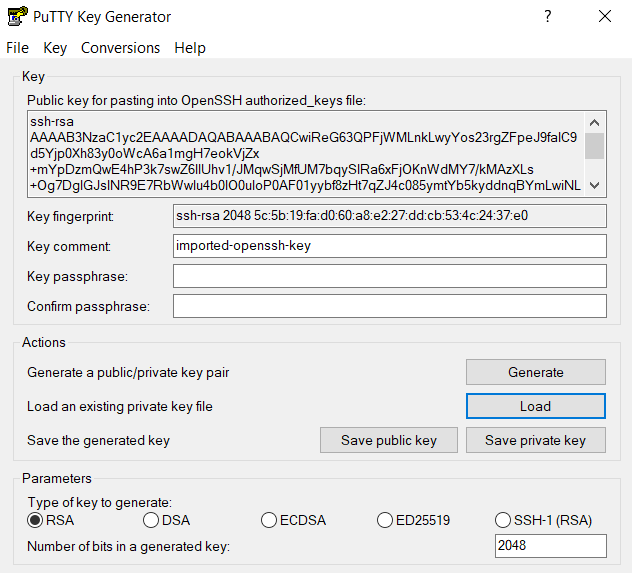 PuTTY Key Generator
File Key Conversions Help
Key
Public key for pasting into OpenSSH authorized_keys file:
ssh-rsa
AAAAB3NzaC1yc2EAAAADAQABAAABAQCwiReG63QPFjWMLnkLwyYos23rgZFpeJ9falC9
d5Yjp0Xh83y0oWcA6a1mgH7eokVjZx
+mYpDzmQwE4hP3k7swZ6IlUhv1/JMqwSjMfUM7bqySlRa6xFjOKnWdMY7/kMAzXLs
+Og7DglGJslNR9E7RbWwlu4b0lO0uloP0AF01yybf8zHt7qZJ4c085ymtYb5kyddnqBYmLwiNL
Key fingerprint: ssh-rsa 2048 5c:5b:19:fa:d0:60:a8:e2:27:dd:cb:53:4c:24:37:e0
Key comment: imported-openssh-key
Key passphrase:
Confirm passphrase:
Actions
Generate a public/private key pair Generate
Load an existing private key file Load
Save the generated key Save public key Save private key
Parameters
Type of key to generate:
RSA DSA ECDSA ED25519 SSH-1 (RSA)
Number of bits in a generated key: 2048